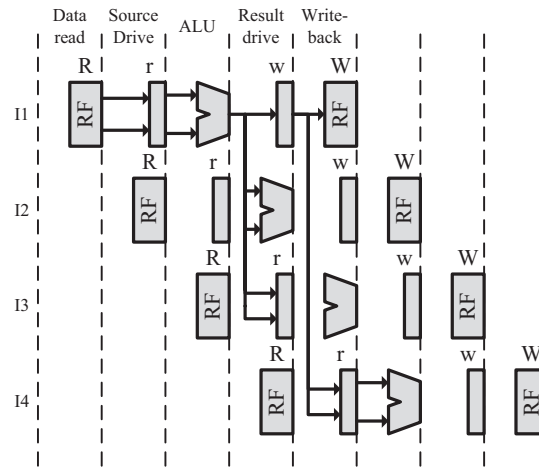 Data read
Source Drive
ALU
Result drive
Write-back
R r w W
I1 RF RF
R r w W
I2 RF RF
R r w W
I3 RF RF
R r w W
I4 RF RF